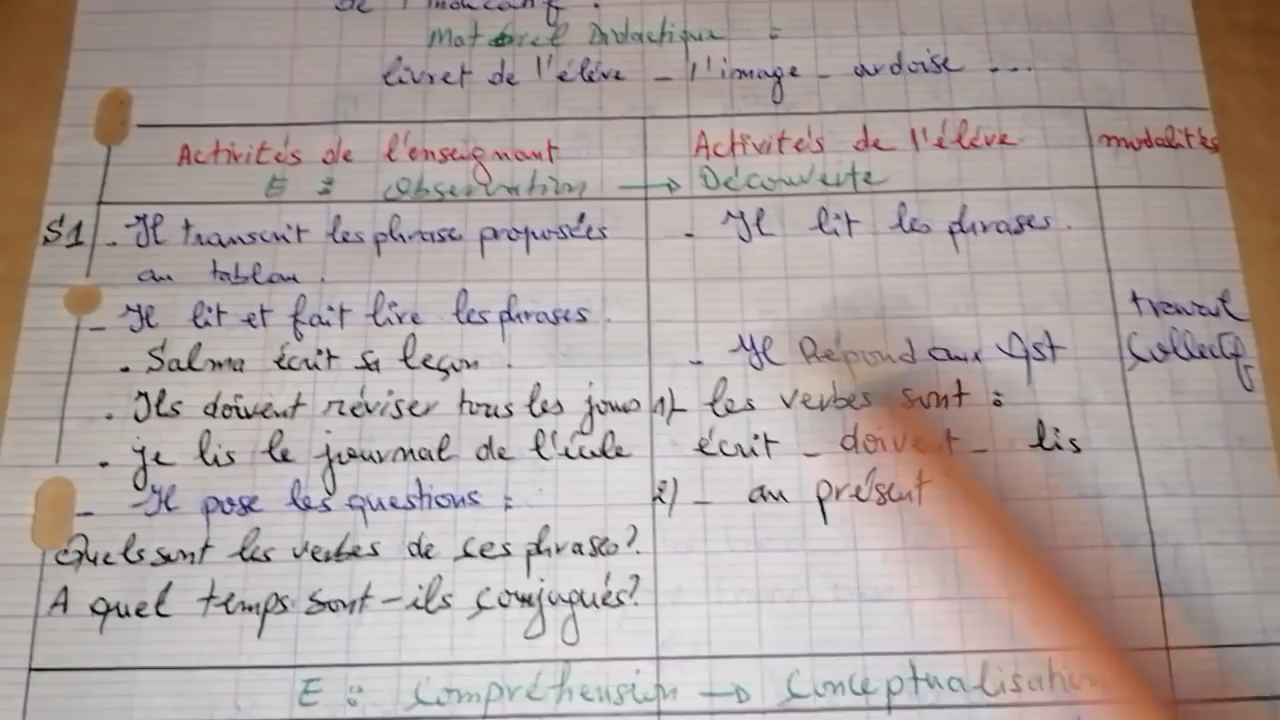 de l'indicatif.
Matériel Didactique :
livret de l'élève - l'image - ardoise ...
Activités de l'enseignant
Activités de l'élève
modalités
E : Observation → Découverte
S1
- Il transcrit les phrase proposées
au tableau.
- Il lit les phrases.
- Il lit et fait lire les phrases.
. Salma écrit sa leçon.
. Ils doivent réviser tous les jours
. je lis le journal de l'école
- Il pose les questions :
Quels sont les verbes de ces phrases?
A quel temps sont-ils conjugués?
- Il Répond aux Qst
1)- les verbes sont :
écrit - doivent - lis
2) - au présent
travail
collectif
E : Compréhension → Conceptualisation